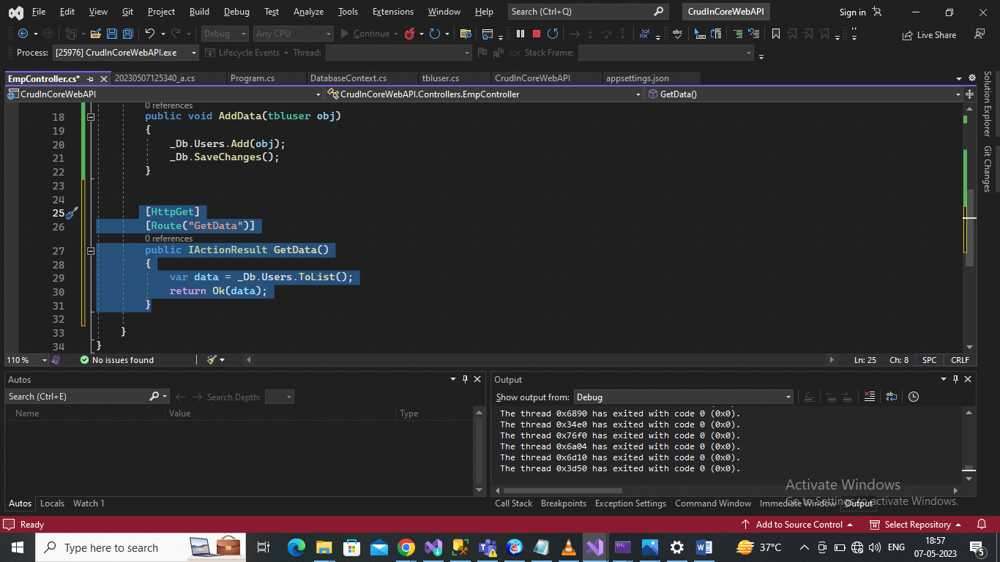 File Edit View Git Project Build Debug Test Analyze Tools Extensions Window Help Search (Ctrl+Q) CrudInCoreWebAPI Sign in
Debug Any CPU Continue Live Share
Process: [25976] CrudInCoreWebAPI.exe Lifecycle Events Thread: Stack Frame:
EmpController.cs* 20230507125340_a.cs Program.cs DatabaseContext.cs tbluser.cs CrudInCoreWebAPI appsettings.json
CrudInCoreWebAPI CrudInCoreWebAPI.Controllers.EmpController GetData()
0 references
18 public void AddData(tbluser obj)
19 {
20 _Db.Users.Add(obj);
21 _Db.SaveChanges();
22 }
23
24
25 [HttpGet]
26 [Route("GetData")]
0 references
27 public IActionResult GetData()
28 {
29 var data = _Db.Users.ToList();
30 return Ok(data);
31 }
32
33 }
34 }
110 % No issues found Ln: 25 Ch: 8 SPC CRLF
Solution Explorer
Git Changes
Autos
Search (Ctrl+E) Search Depth:
Name Value Type
Autos Locals Watch 1
Output
Show output from: Debug
The thread 0x6890 has exited with code 0 (0x0).
The thread 0x34e0 has exited with code 0 (0x0).
The thread 0x76f0 has exited with code 0 (0x0).
The thread 0x6a04 has exited with code 0 (0x0).
The thread 0x6d10 has exited with code 0 (0x0).
The thread 0x3d50 has exited with code 0 (0x0).
Call Stack Breakpoints Exception Settings Command Window Immediate Window Output
Activate Windows
Go to Settings to activate Windows.
Ready Add to Source Control Select Repository
Type here to search 37°C ENG 18:57
07-05-2023
5